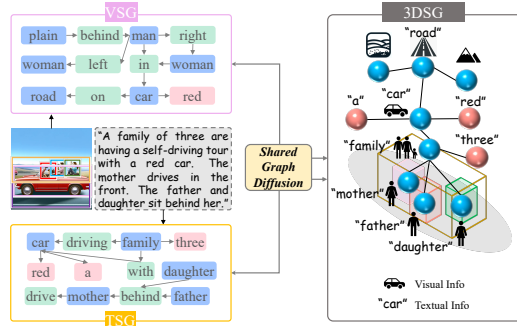 VSG
plain behind man right
woman left in woman
road on car red
"A family of three are
having a self-driving tour
with a red car. The
mother drives in the
front. The father and
daughter sit behind her."
car driving family three
red a with daughter
drive mother behind father
TSG
Shared
Graph
Diffusion
3DSG
"road"
"car"
"a"
"red"
"family"
"three"
"mother"
"father"
"daughter"
Visual Info
"car" Textual Info